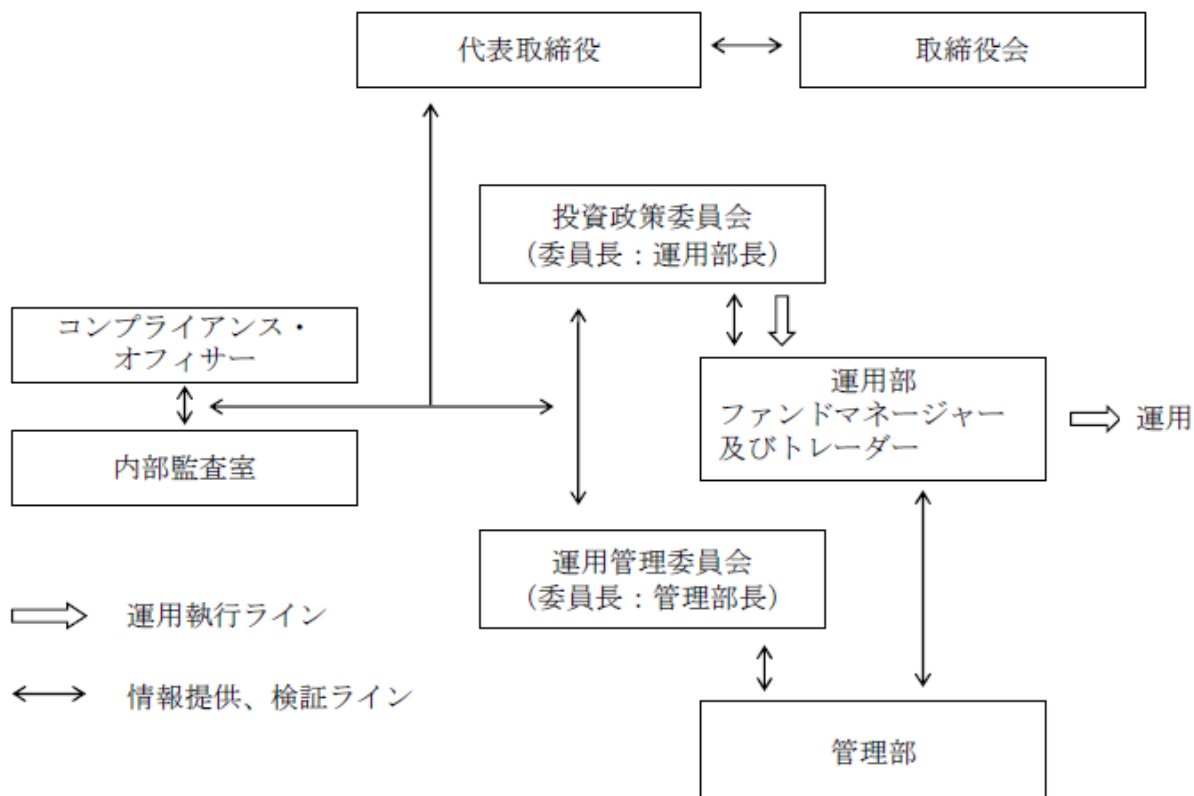 代表取締役
取締役会
投資政策委員会
（委員長：運用部長）
コンプライアンス・
オフィサー
運用部
ファンドマネージャー
及びトレーダー
運用
内部監査室
運用管理委員会
（委員長：管理部長）
運用執行ライン
情報提供、検証ライン
管理部